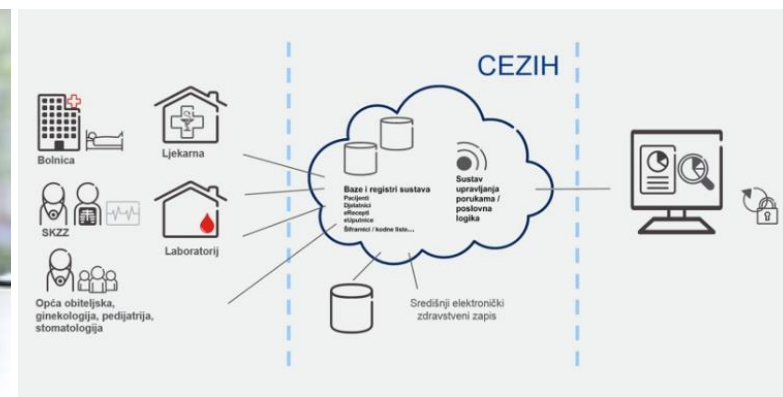 CEZIH
Bolnica
Ljekarna
SKZZ
Laboratorij
Opća obiteljska,
ginekologija, pedijatrija,
stomatologija
Baze i registri sustava
Pacijenti
Djelatnici
eRecepti
eUputnice
Šifrarnici / kodne liste....
Sustav
upravljanja
porukama /
poslovna
logika
Središnji elektronički
zdravstveni zapis